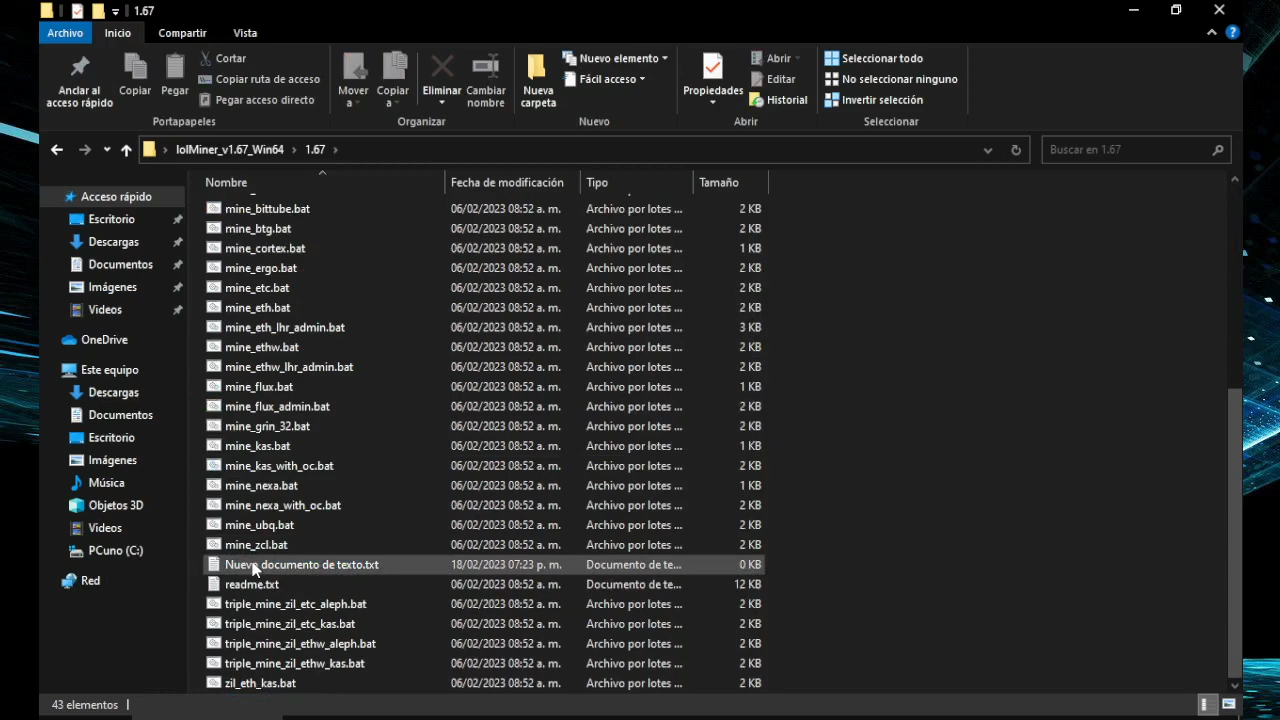 1.67
Archivo Inicio Compartir Vista
Anclar al acceso rápido
Copiar
Pegar
Cortar
Copiar ruta de acceso
Pegar acceso directo
Portapapeles
Mover a
Copiar a
Eliminar
Cambiar nombre
Organizar
Nueva carpeta
Nuevo elemento
Fácil acceso
Nuevo
Propiedades
Abrir
Editar
Historial
Abrir
Seleccionar todo
No seleccionar ninguno
Invertir selección
Seleccionar
lolMiner_v1.67_Win64 1.67
Buscar en 1.67
Acceso rápido
Escritorio
Descargas
Documentos
Imágenes
Videos
OneDrive
Este equipo
Descargas
Documentos
Escritorio
Imágenes
Música
Objetos 3D
Videos
PCuno (C:)
Red
Nombre Fecha de modificación Tipo Tamaño
mine_bittube.bat 06/02/2023 08:52 a. m. Archivo por lotes ... 2 KB
mine_btg.bat 06/02/2023 08:52 a. m. Archivo por lotes ... 2 KB
mine_cortex.bat 06/02/2023 08:52 a. m. Archivo por lotes ... 1 KB
mine_ergo.bat 06/02/2023 08:52 a. m. Archivo por lotes ... 2 KB
mine_etc.bat 06/02/2023 08:52 a. m. Archivo por lotes ... 2 KB
mine_eth.bat 06/02/2023 08:52 a. m. Archivo por lotes ... 2 KB
mine_eth_lhr_admin.bat 06/02/2023 08:52 a. m. Archivo por lotes ... 3 KB
mine_ethw.bat 06/02/2023 08:52 a. m. Archivo por lotes ... 2 KB
mine_ethw_lhr_admin.bat 06/02/2023 08:52 a. m. Archivo por lotes ... 2 KB
mine_flux.bat 06/02/2023 08:52 a. m. Archivo por lotes ... 1 KB
mine_flux_admin.bat 06/02/2023 08:52 a. m. Archivo por lotes ... 2 KB
mine_grin_32.bat 06/02/2023 08:52 a. m. Archivo por lotes ... 2 KB
mine_kas.bat 06/02/2023 08:52 a. m. Archivo por lotes ... 1 KB
mine_kas_with_oc.bat 06/02/2023 08:52 a. m. Archivo por lotes ... 2 KB
mine_nexa.bat 06/02/2023 08:52 a. m. Archivo por lotes ... 1 KB
mine_nexa_with_oc.bat 06/02/2023 08:52 a. m. Archivo por lotes ... 2 KB
mine_ubq.bat 06/02/2023 08:52 a. m. Archivo por lotes ... 2 KB
mine_zcl.bat 06/02/2023 08:52 a. m. Archivo por lotes ... 2 KB
Nuevo documento de texto.txt 18/02/2023 07:23 p. m. Documento de te... 0 KB
readme.txt 06/02/2023 08:52 a. m. Documento de te... 12 KB
triple_mine_zil_etc_aleph.bat 06/02/2023 08:52 a. m. Archivo por lotes ... 2 KB
triple_mine_zil_etc_kas.bat 06/02/2023 08:52 a. m. Archivo por lotes ... 2 KB
triple_mine_zil_ethw_aleph.bat 06/02/2023 08:52 a. m. Archivo por lotes ... 2 KB
triple_mine_zil_ethw_kas.bat 06/02/2023 08:52 a. m. Archivo por lotes ... 2 KB
zil_eth_kas.bat 06/02/2023 08:52 a. m. Archivo por lotes ... 2 KB
43 elementos